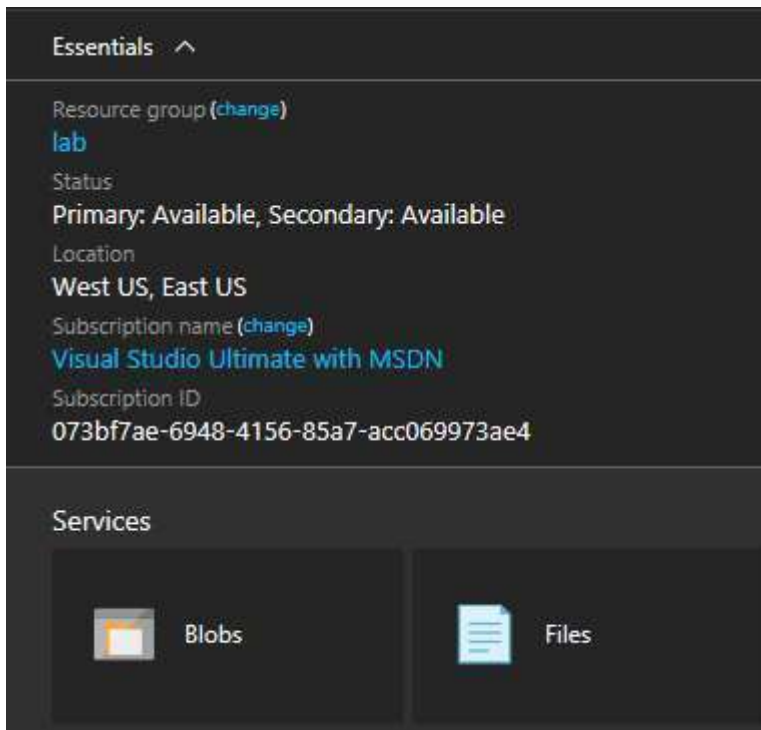 Essentials
Resource group (change)
lab
Status
Primary: Available, Secondary: Available
Location
West US, East US
Subscription name (change)
Visual Studio Ultimate with MSDN
Subscription ID
073bf7ae-6948-4156-85a7-acc069973ae4
Services
Blobs
Files